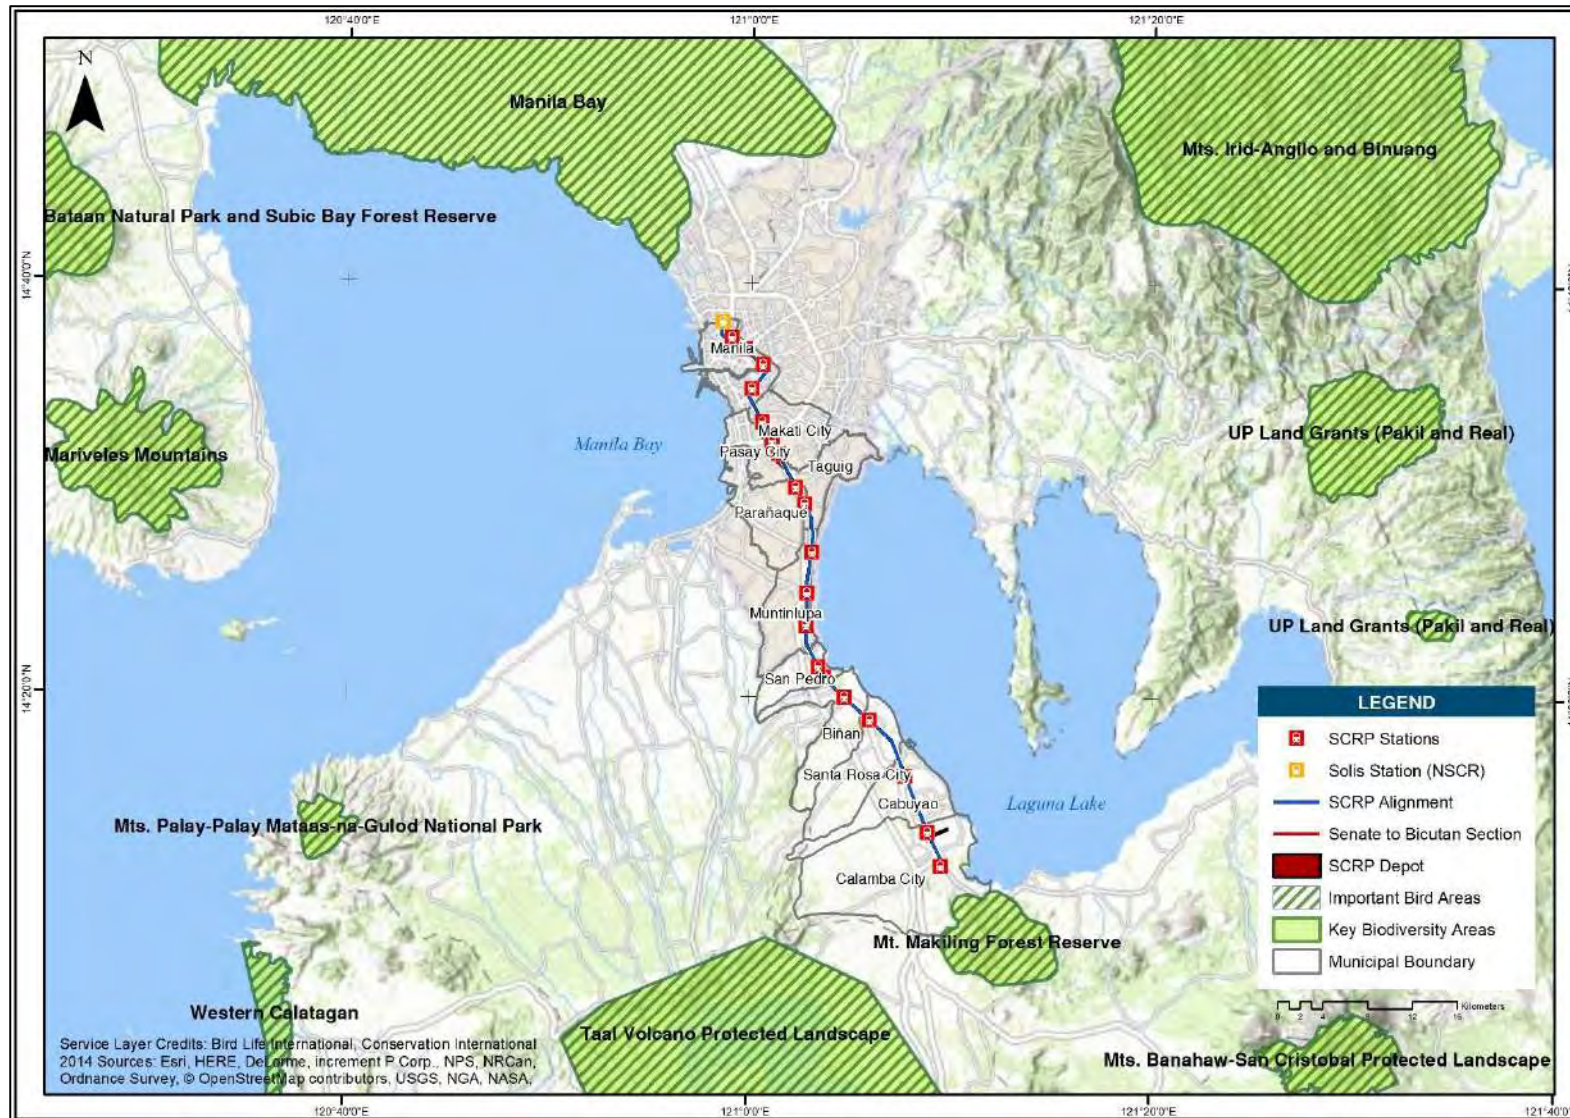 120°40'0"E
121°0'0"E
121°20'0"E
N
Manila Bay
Mts. Irid-Angilo and Binuang
Bataan Natural Park and Subic Bay Forest Reserve
14°40'0"N
Manila
Makati City
Manila Bay
Pasay City
Taguig
UP Land Grants (Pakil and Real)
Mariveles Mountains
Parañaque
Muntinlupa
UP Land Grants (Pakil and Real)
San Pedro
14°20'0"N
Biñan
Santa Rosa City
Cabuyao
Laguna Lake
Mts. Palay-Palay Mataas-na-Gulod National Park
Calamba City
Mt. Makiling Forest Reserve
Western Calatagan
Taal Volcano Protected Landscape
Mts. Banahaw-San Cristobal Protected Landscape
LEGEND
SCRP Stations
Solis Station (NSCR)
SCRP Alignment
Senate to Bicutan Section
SCRP Depot
Important Bird Areas
Key Biodiversity Areas
Municipal Boundary
0 2 4 8 12 16 Kilometers
Service Layer Credits: Bird Life International, Conservation International
2014 Sources: Esri, HERE, DeLorme, increment P Corp., NPS, NRCan,
Ordnance Survey, © OpenStreetMap contributors, USGS, NGA, NASA,
120°40'0"E
121°0'0"E
121°20'0"E
121°40'0"E